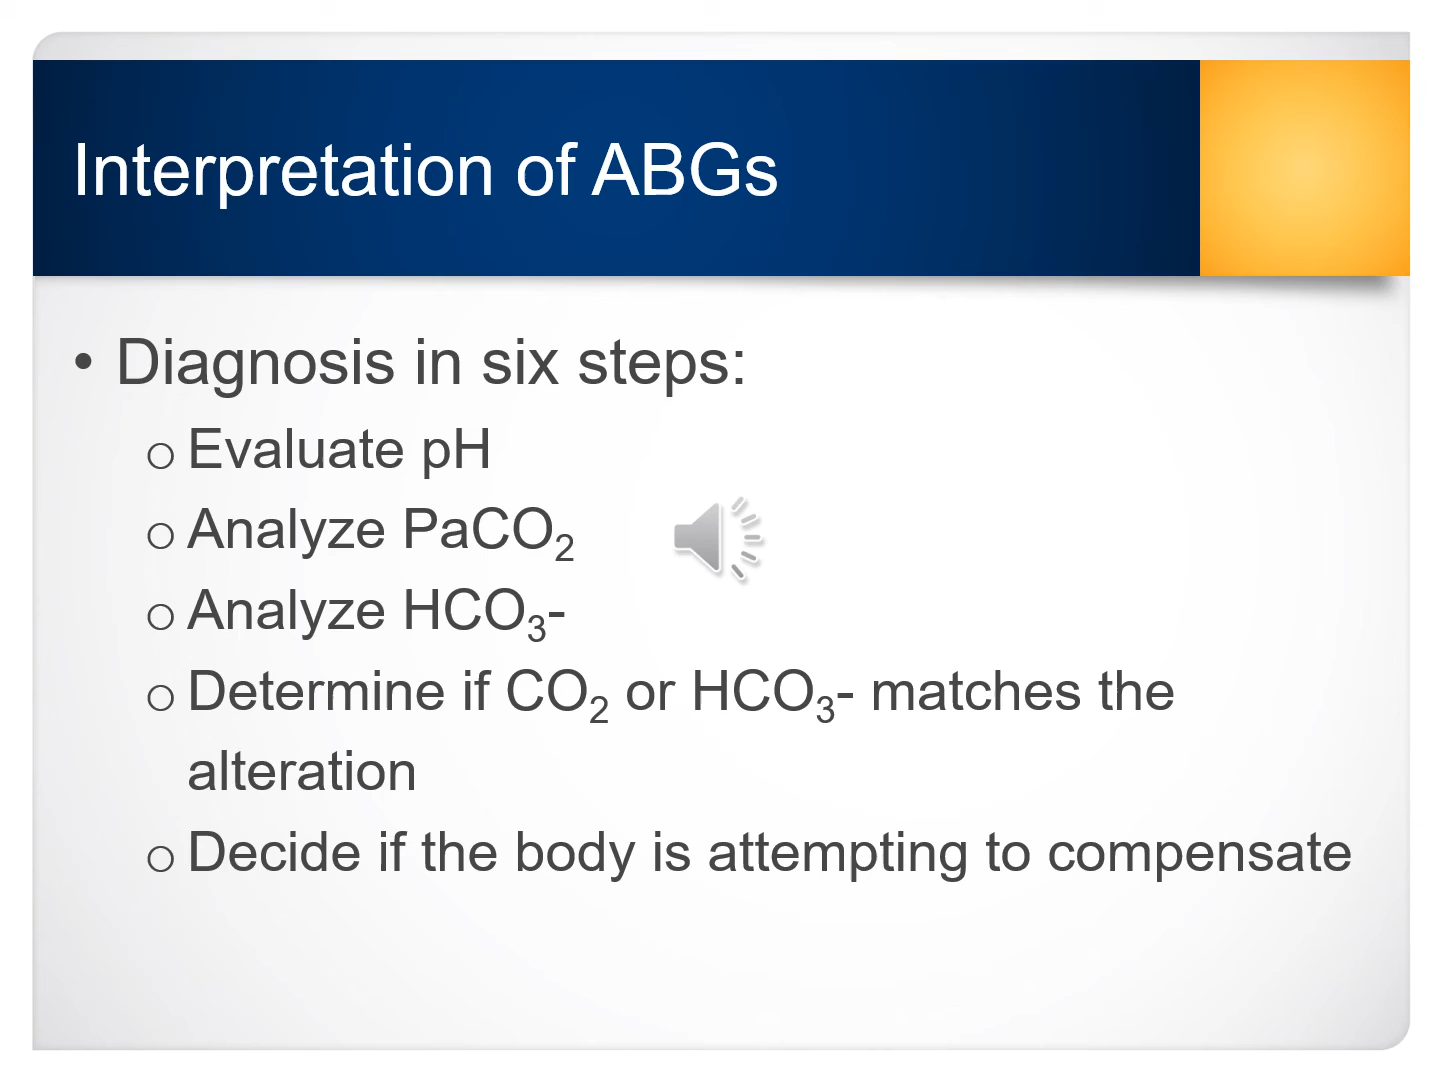 Interpretation of ABGs
• Diagnosis in six steps:
o Evaluate pH
o Analyze PaCO₂
o Analyze HCO₃-
o Determine if CO₂ or HCO₃- matches the
alteration
o Decide if the body is attempting to compensate